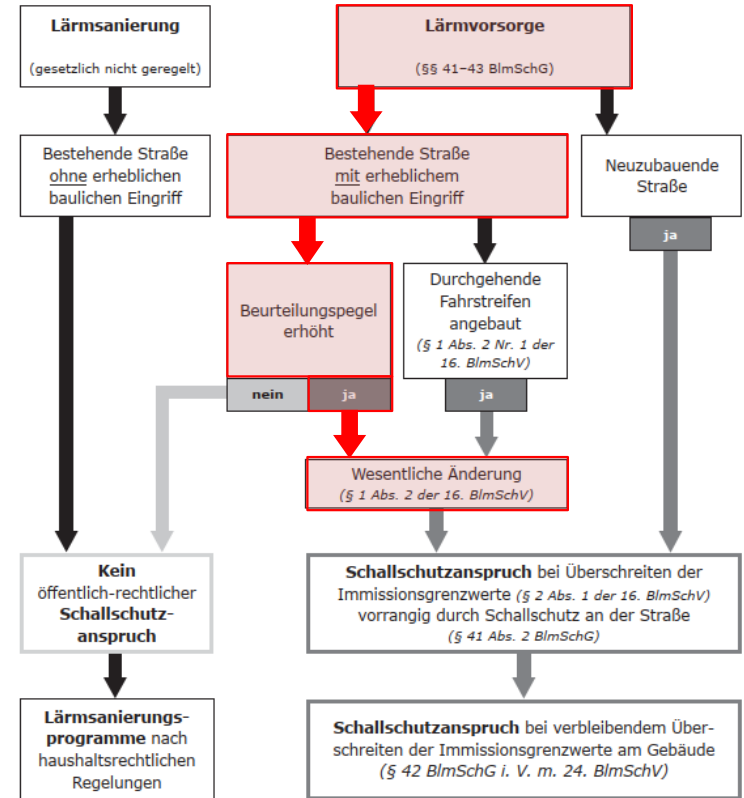 Lärmsanierung
(gesetzlich nicht geregelt)
Lärmvorsorge
(§§ 41–43 BImSchG)
Bestehende Straße
ohne erheblichen
baulichen Eingriff
Bestehende Straße
mit erheblichem
baulichen Eingriff
Neuzubauende
Straße
ja
Beurteilungspegel
erhöht
nein
ja
Durchgehende
Fahrstreifen
angebaut
(§ 1 Abs. 2 Nr. 1 der
16. BImSchV)
ja
Wesentliche Änderung
(§ 1 Abs. 2 der 16. BImSchV)
Kein
öffentlich-rechtlicher
Schallschutz-
anspruch
Schallschutzanspruch bei Überschreiten der
Immissionsgrenzwerte (§ 2 Abs. 1 der 16. BImSchV)
vorrangig durch Schallschutz an der Straße
(§ 41 Abs. 2 BImSchG)
Lärmsanierungs-
programme nach
haushaltsrechtlichen
Regelungen
Schallschutzanspruch bei verbleibendem Über-
schreiten der Immissionsgrenzwerte am Gebäude
(§ 42 BImSchG i. V. m. 24. BImSchV)